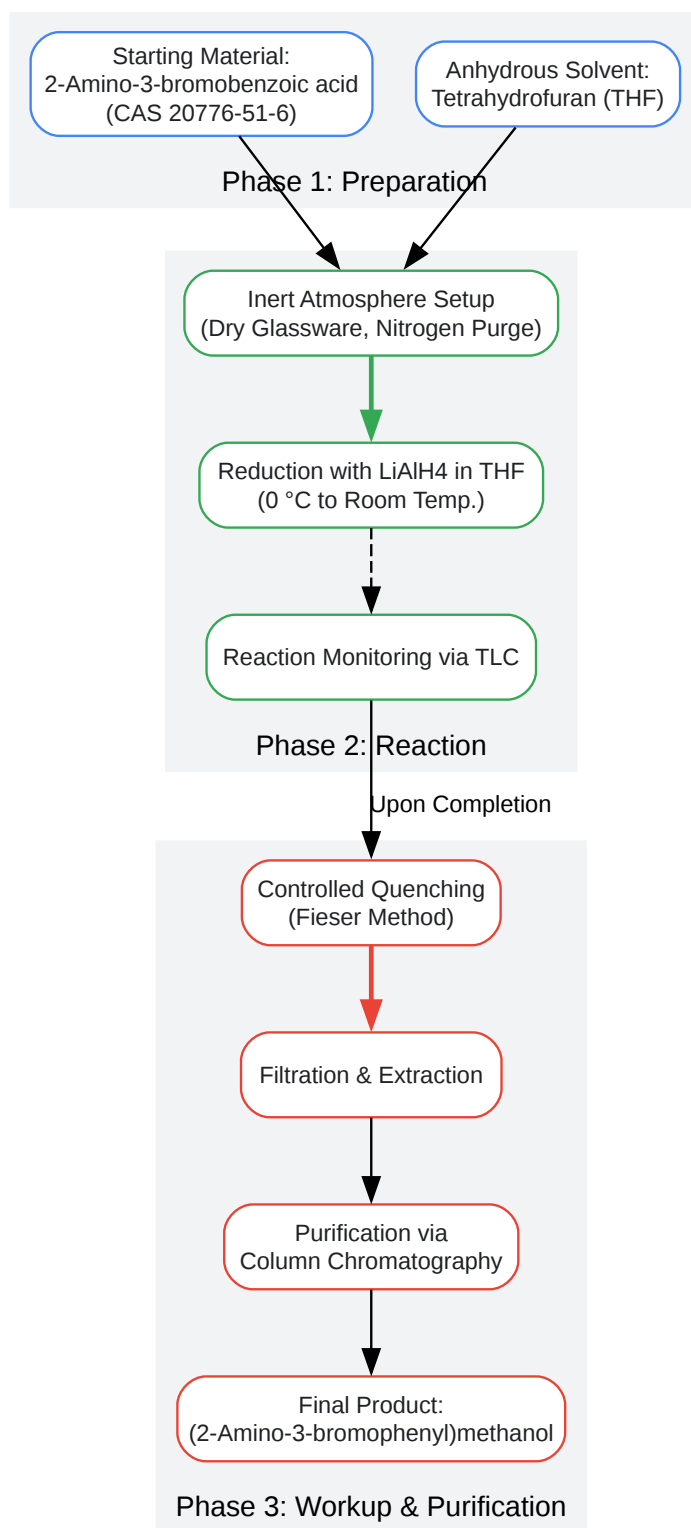 Starting Material:
2-Amino-3-bromobenzoic acid
(CAS 20776-51-6)
Anhydrous Solvent:
Tetrahydrofuran (THF)
Phase 1: Preparation
Inert Atmosphere Setup
(Dry Glassware, Nitrogen Purge)
Reduction with LiAlH4 in THF
(0 °C to Room Temp.)
Reaction Monitoring via TLC
Phase 2: Reaction
Upon Completion
Controlled Quenching
(Fieser Method)
Filtration & Extraction
Purification via
Column Chromatography
Final Product:
(2-Amino-3-bromophenyl)methanol
Phase 3: Workup & Purification